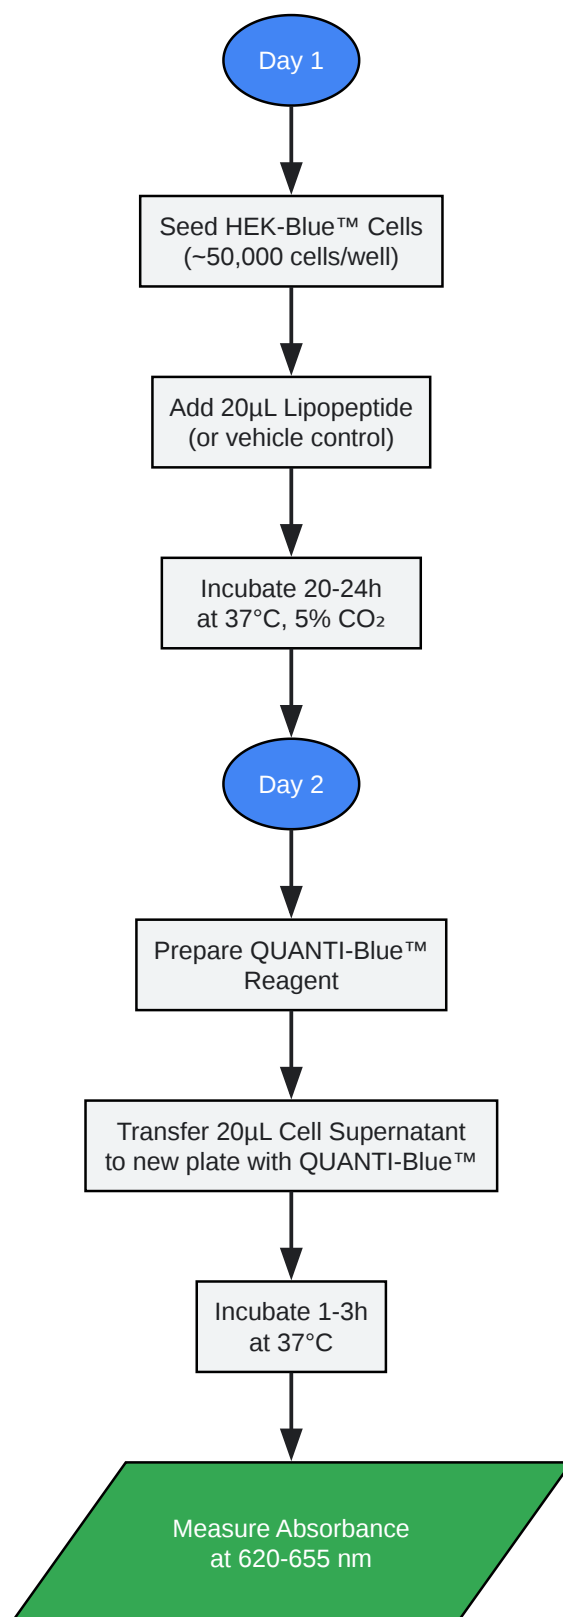 Day 1
Seed HEK-Blue™ Cells
(~50,000 cells/well)
Add 20µL Lipopeptide
(or vehicle control)
Incubate 20-24h
at 37°C, 5% CO₂
Day 2
Prepare QUANTI-Blue™
Reagent
Transfer 20µL Cell Supernatant
to new plate with QUANTI-Blue™
Incubate 1-3h
at 37°C
Measure Absorbance
at 620-655 nm